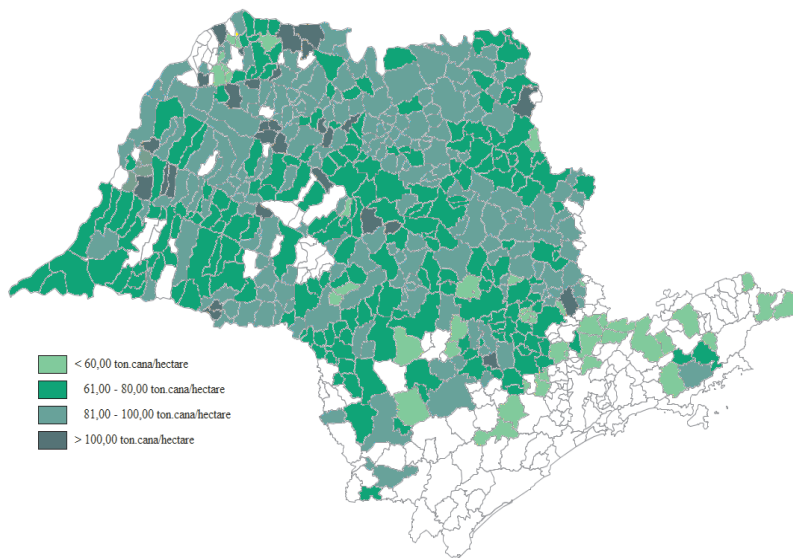 < 60,00 ton.cana/hectare
61,00 - 80,00 ton.cana/hectare
81,00 - 100,00 ton.cana/hectare
> 100,00 ton.cana/hectare